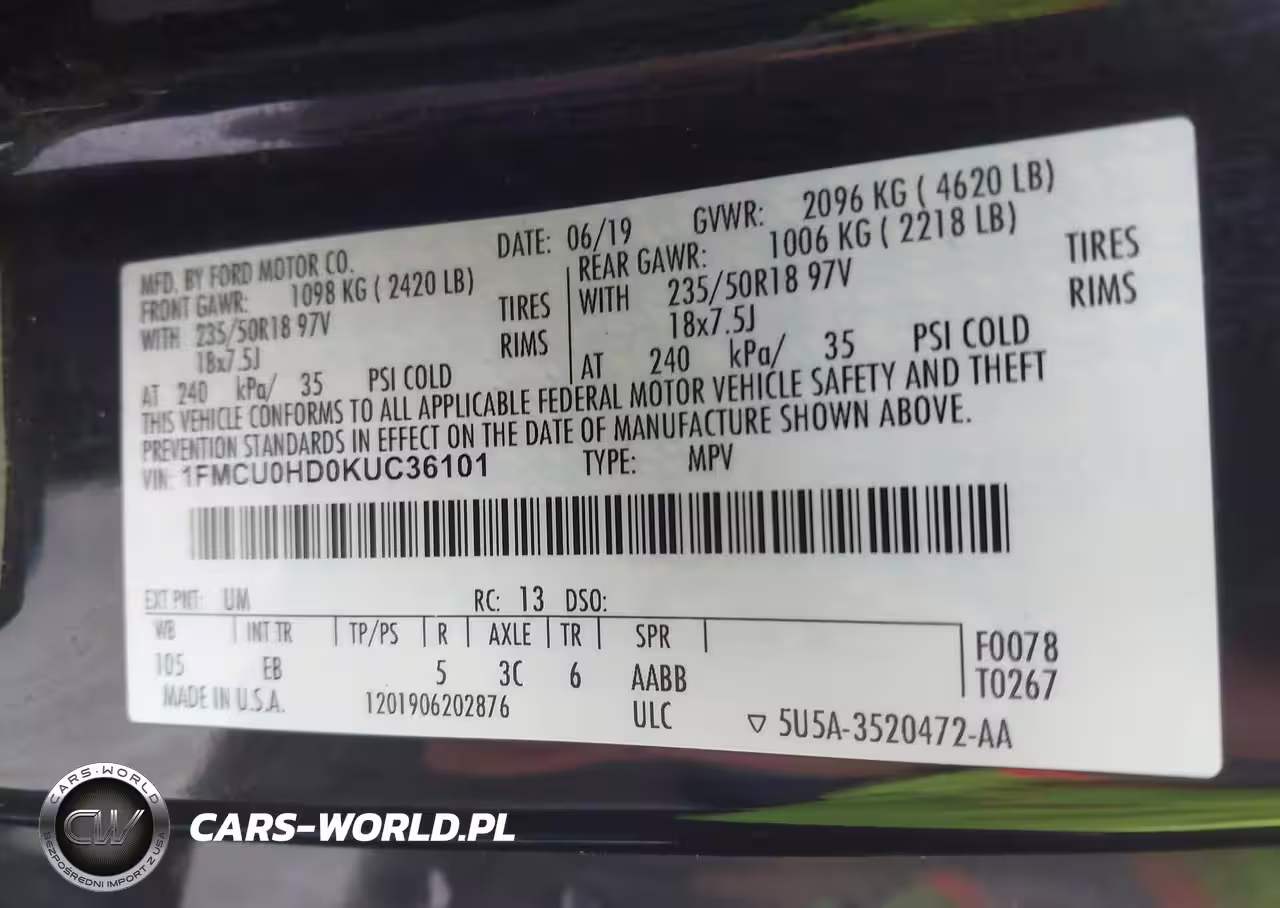 MFD. BY FORD MOTOR CO. DATE: 06/19 GVWR: 2096 KG ( 4620 LB)
FRONT GAWR: 1098 KG ( 2420 LB)
WITH 235/50R18 97V TIRES
18x7.5J RIMS
AT 240 kPa/ 35 PSI COLD
REAR GAWR: 1006 KG ( 2218 LB)
WITH 235/50R18 97V TIRES
18x7.5J RIMS
AT 240 kPa/ 35 PSI COLD
THIS VEHICLE CONFORMS TO ALL APPLICABLE FEDERAL MOTOR VEHICLE SAFETY AND THEFT
PREVENTION STANDARDS IN EFFECT ON THE DATE OF MANUFACTURE SHOWN ABOVE.
VIN: 1FMCU0HD0KUC36101 TYPE: MPV
EXT PNT: UM RC: 13 DSO:
WB INT TR TP/PS R AXLE TR SPR
105 EB 5 3C 6 AABB
F0078
T0267
MADE IN U.S.A. 1201906202876 ULC ▽ 5U5A-3520472-AA
CARS-WORLD
CW
BEZPOŚREDNI IMPORT Z USA
CARS-WORLD.PL